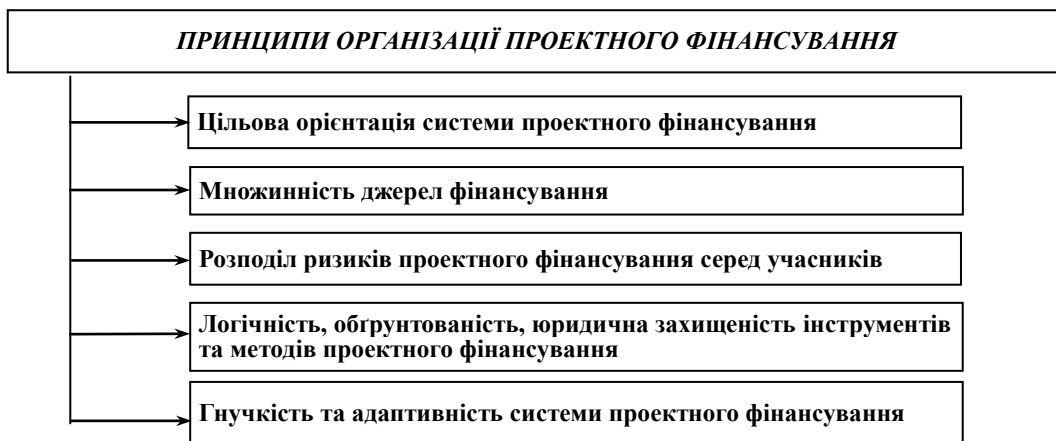 ПРИНЦИПИ ОРГАНІЗАЦІЇ ПРОЕКТНОГО ФІНАНСУВАННЯ
Цільова орієнтація системи проектного фінансування
Множинність джерел фінансування
Розподіл ризиків проектного фінансування серед учасників
Логічність, обґрунтованість, юридична захищеність інструментів
та методів проектного фінансування
Гнучкість та адаптивність системи проектного фінансування